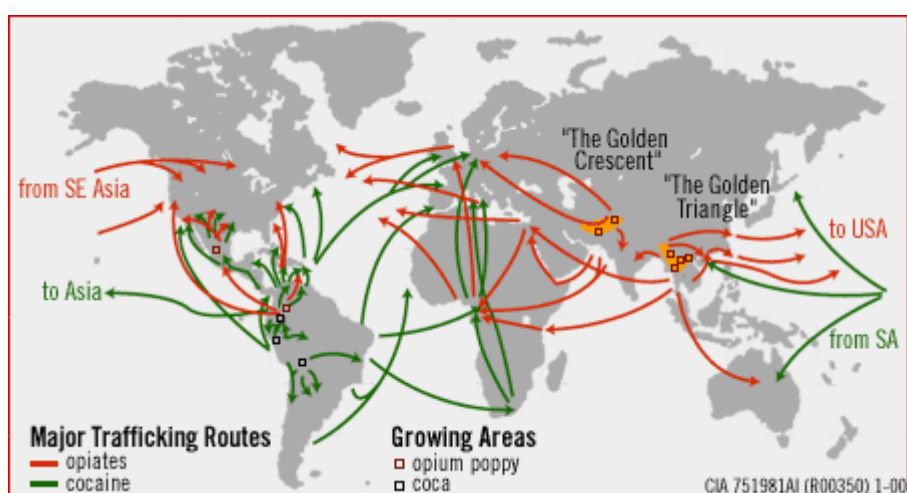 "The Golden
Crescent"
"The Golden
Triangle"
from SE Asia
to USA
to Asia
from SA
Major Trafficking Routes
opiates
cocaine
Growing Areas
opium poppy
coca
CIA 751981AI (R00350) 1-00